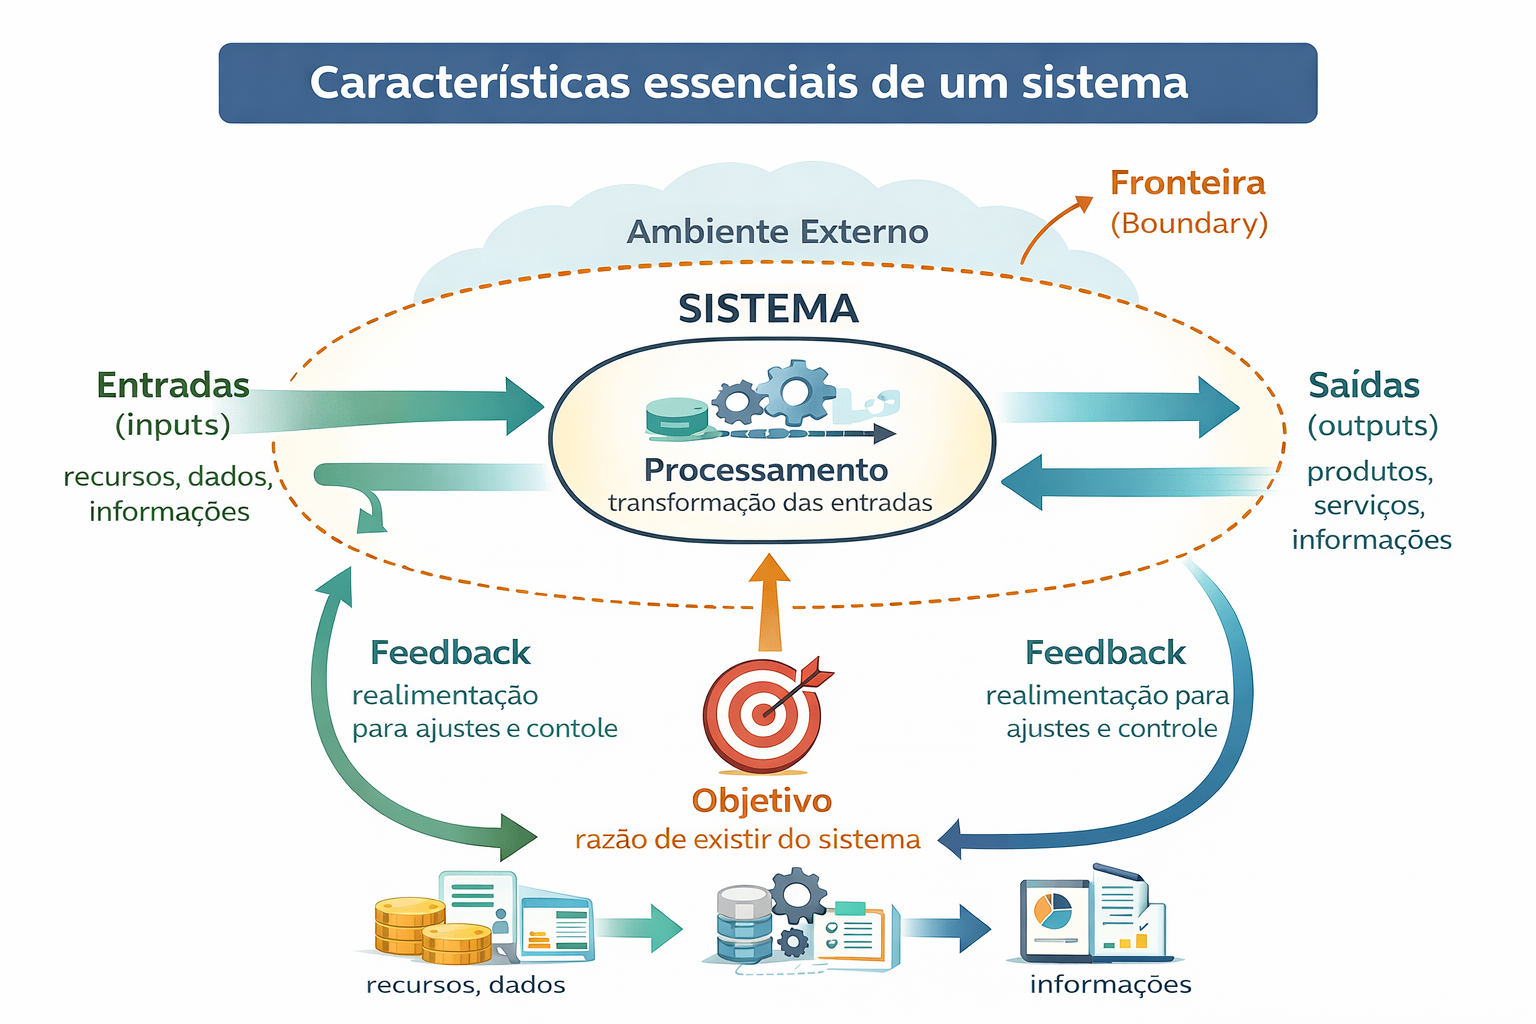 Características essenciais de um sistema
Fronteira
(Boundary)
Ambiente Externo
SISTEMA
Entradas
(inputs)
recursos, dados,
informações
Processamento
transformação das entradas
Saídas
(outputs)
produtos,
serviços,
informações
Feedback
realimentação
para ajustes e contole
Feedback
realimentação para
ajustes e controle
Objetivo
razão de existir do sistema
recursos, dados
informações